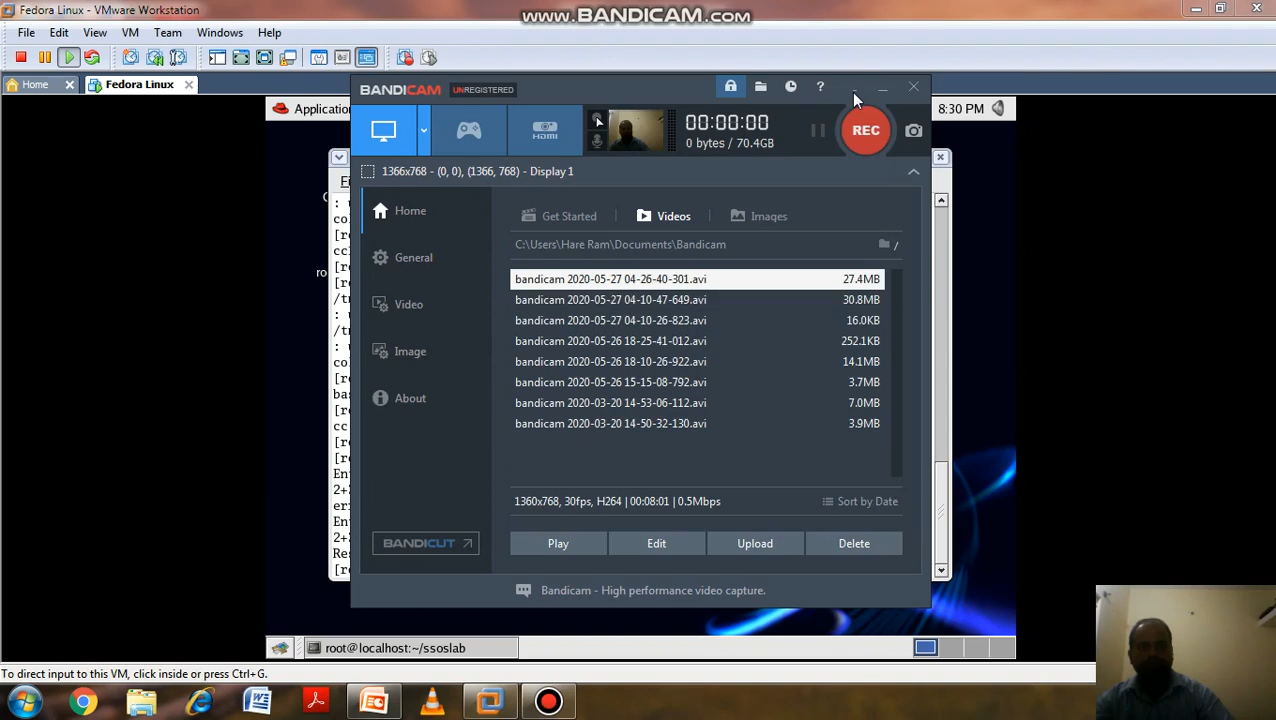 Fedora Linux - VMware Workstation
www.BANDICAM.com
File Edit View VM Team Windows Help
Home
Fedora Linux
Application
8:30 PM
BANDICAM UNREGISTERED
?
HDMI
00:00:00
0 bytes / 70.4GB
REC
1366x768 - (0, 0), (1366, 768) - Display 1
Home
General
Video
Image
About
BANDICUT
Get Started Videos Images
C:\Users\Hare Ram\Documents\Bandicam
/
bandicam 2020-05-27 04-26-40-301.avi 27.4MB
bandicam 2020-05-27 04-10-47-649.avi 30.8MB
bandicam 2020-05-27 04-10-26-823.avi 16.0KB
bandicam 2020-05-26 18-25-41-012.avi 252.1KB
bandicam 2020-05-26 18-10-26-922.avi 14.1MB
bandicam 2020-05-26 15-15-08-792.avi 3.7MB
bandicam 2020-03-20 14-53-06-112.avi 7.0MB
bandicam 2020-03-20 14-50-32-130.avi 3.9MB
1360x768, 30fps, H264 | 00:08:01 | 0.5Mbps
Sort by Date
Play Edit Upload Delete
Bandicam - High performance video capture.
root@localhost:~/ssoslab
To direct input to this VM, click inside or press Ctrl+G.